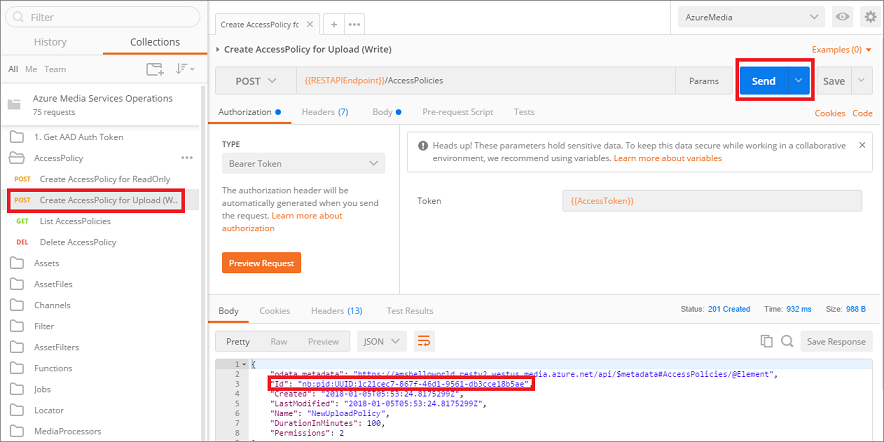 Filter
History Collections
All Me Team
Azure Media Services Operations
75 requests
1. Get AAD Auth Token
AccessPolicy
POST Create AccessPolicy for ReadOnly
POST Create AccessPolicy for Upload (W..
GET List AccessPolicies
DEL Delete AccessPolicy
Assets
AssetFiles
Channels
Filter
AssetFilters
Functions
Jobs
Locator
MediaProcessors
Create AccessPolicy fo
AzureMedia
Create AccessPolicy for Upload (Write)
Examples (0)
POST {{RESTAPIEndpoint}}/AccessPolicies Params Send Save
Authorization Headers (7) Body Pre-request Script Tests Cookies Code
TYPE
Bearer Token
The authorization header will be
automatically generated when you send
the request. Learn more about
authorization
Preview Request
Heads up! These parameters hold sensitive data. To keep this data secure while working in a collaborative
environment, we recommend using variables. Learn more about variables
Token {{AccessToken}}
Body Cookies Headers (13) Test Results Status: 201 Created Time: 932 ms Size: 988 B
Pretty Raw Preview JSON Save Response
1 {
2 "odata.metadata": "https://amshelloworld.restv2.westus.media.azure.net/api/$metadata#AccessPolicies/@Element",
3 "Id": "nb:pid:UUID:1c21cec7-867f-46d1-9561-db3cce18b5ae",
4 "Created": "2018-01-05T05:53:24.8175299Z",
5 "LastModified": "2018-01-05T05:53:24.8175299Z",
6 "Name": "NewUploadPolicy",
7 "DurationInMinutes": 100,
8 "Permissions": 2